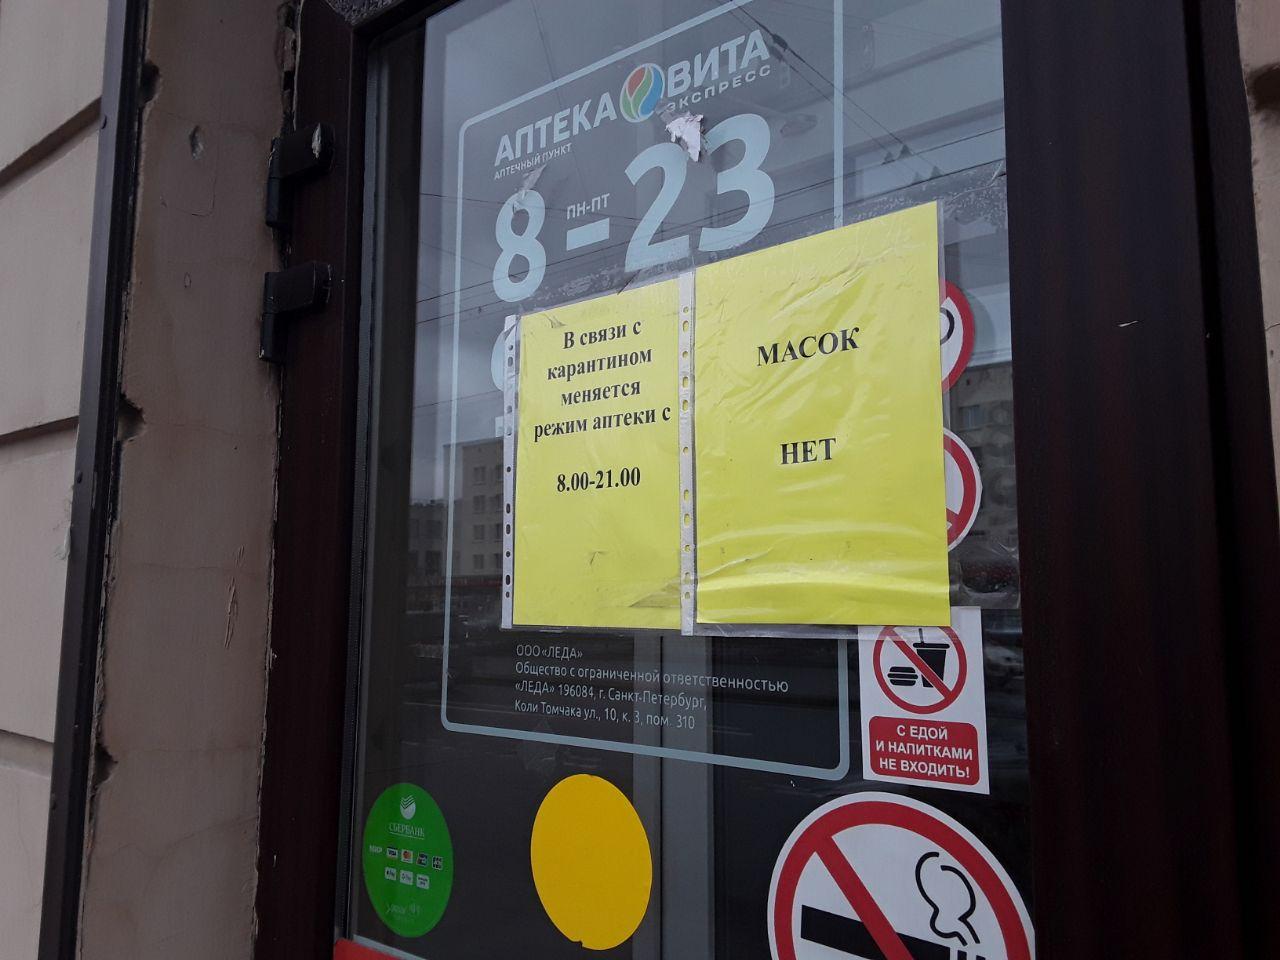 АПТЕКА ВИТА
ЭКСПРЕСС
АПТЕЧНЫЙ ПУНКТ
ПН-ПТ
8 - 23
В связи с
карантином
меняется
режим аптеки с
8.00-21.00
МАСОК
НЕТ
ООО «ЛЕДА»
Общество с ограниченной ответственностью
«ЛЕДА» 196084, г. Санкт-Петербург,
Коли Томчака ул., 10, к. 3, пом. 310
С ЕДОЙ
И НАПИТКАМИ
НЕ ВХОДИТЬ!
СБЕРБАНК
МИР VISA